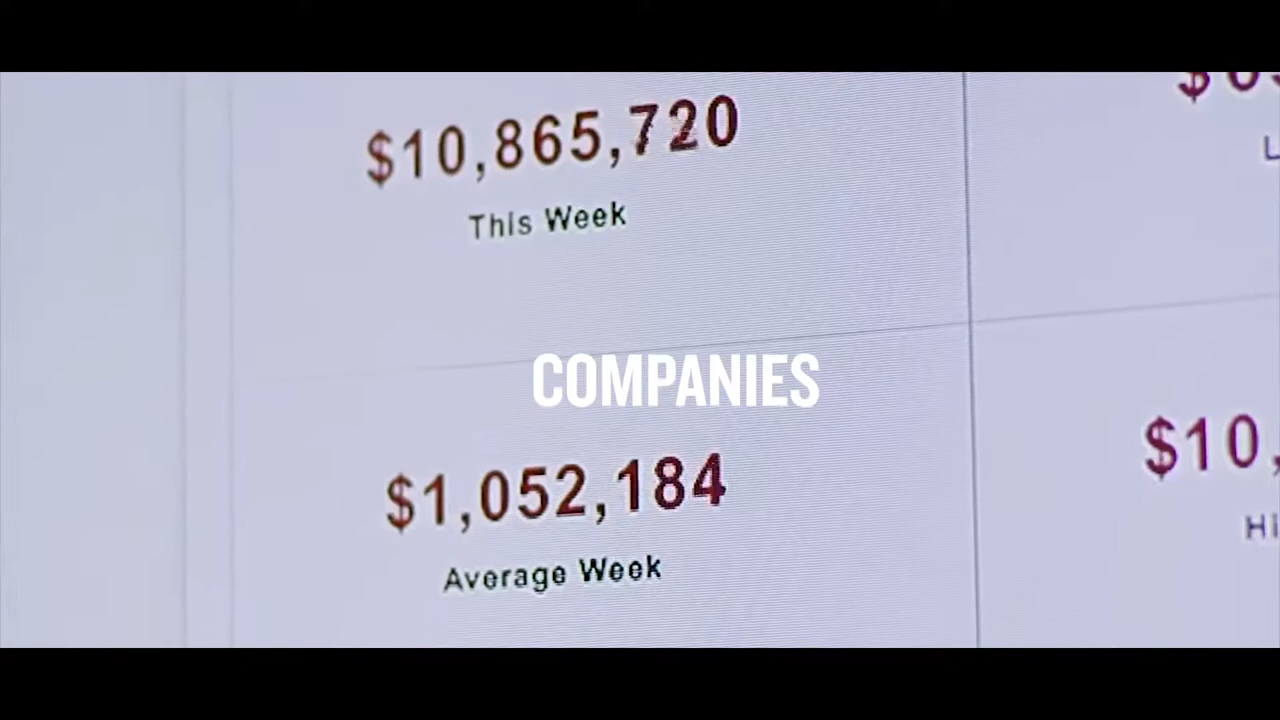 $10,865,720
This Week
COMPANIES
$1,052,184
Average Week
$10,